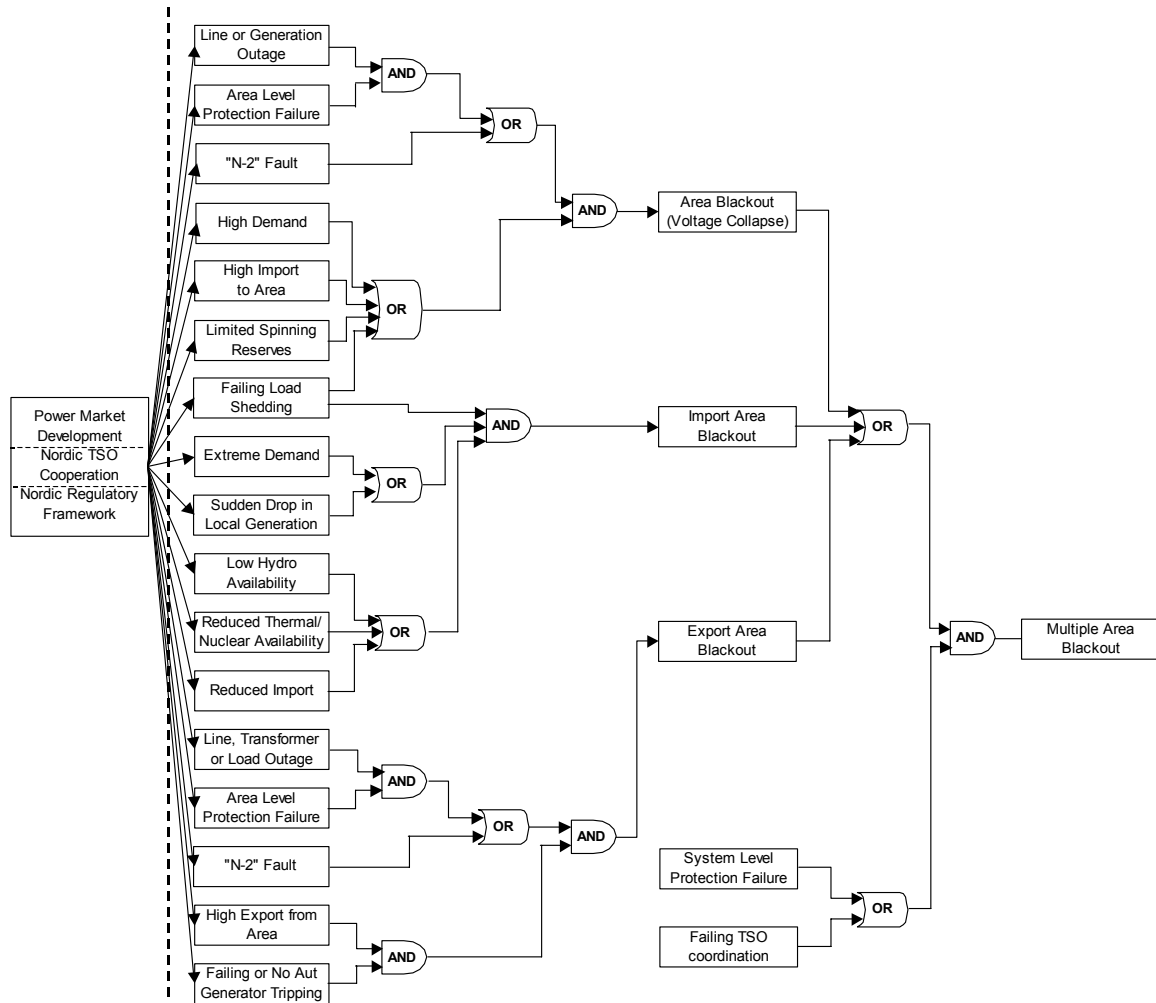 Line or Generation
Outage
AND
Area Level
Protection Failure
OR
"N-2" Fault
High Demand
AND
Area Blackout
(Voltage Collapse)
High Import
to Area
OR
Limited Spinning
Reserves
Failing Load
Shedding
Power Market
Development
Nordic TSO
Cooperation
Nordic Regulatory
Framework
AND
Import Area
Blackout
OR
Extreme Demand
OR
Sudden Drop in
Local Generation
Low Hydro
Availability
Reduced Thermal/
Nuclear Availability
OR
Export Area
Blackout
AND
Multiple Area
Blackout
Reduced Import
Line, Transformer
or Load Outage
AND
Area Level
Protection Failure
OR
AND
"N-2" Fault
System Level
Protection Failure
OR
High Export from
Area
AND
Failing TSO
coordination
Failing or No Aut
Generator Tripping